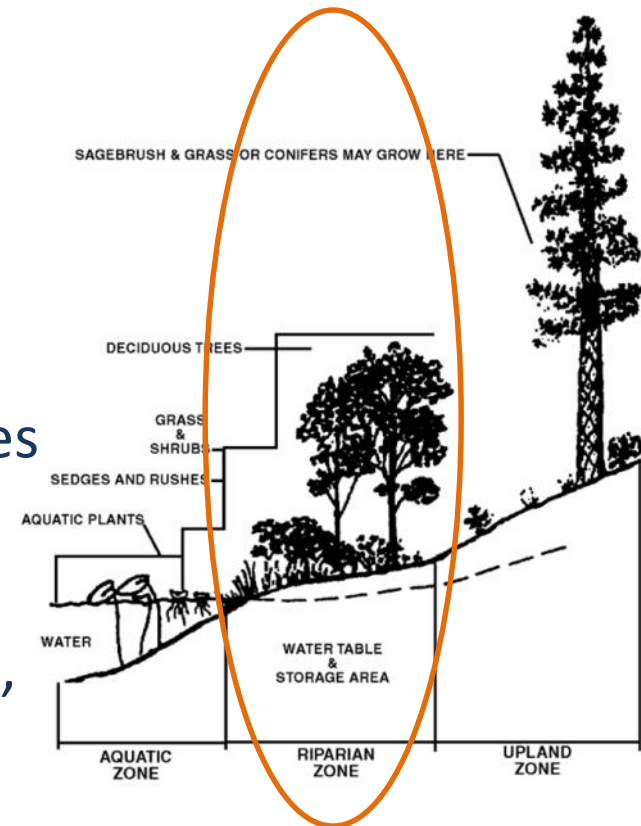 SAGEBRUSH & GRASS OR CONIFERS MAY GROW HERE
DECIDUOUS TREES
GRASS
&
SHRUBS
es
SEDGES AND RUSHES
AQUATIC PLANTS
WATER
WATER TABLE
&
STORAGE AREA
,
AQUATIC
ZONE
RIPARIAN
ZONE
UPLAND
ZONE